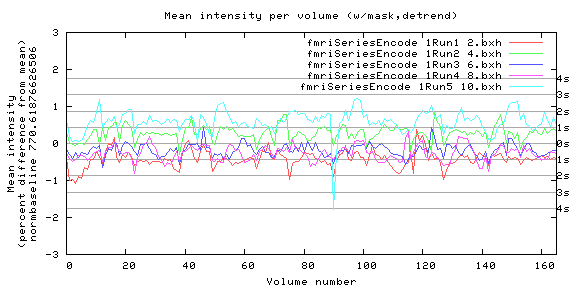 Mean intensity per volume (w/mask,detrend)
Mean intensity
(percent difference from mean)
normbaseline 770.61876626506
3
2
1
0
-1
-2
-3
fmriSeriesEncode 1Run1 2.bxh
fmriSeriesEncode 1Run2 4.bxh
fmriSeriesEncode 1Run3 6.bxh
fmriSeriesEncode 1Run4 8.bxh
fmriSeriesEncode 1Run5 10.bxh
4s
3s
2s
1s
0s
1s
2s
3s
4s
0 20 40 60 80 100 120 140 160
Volume number